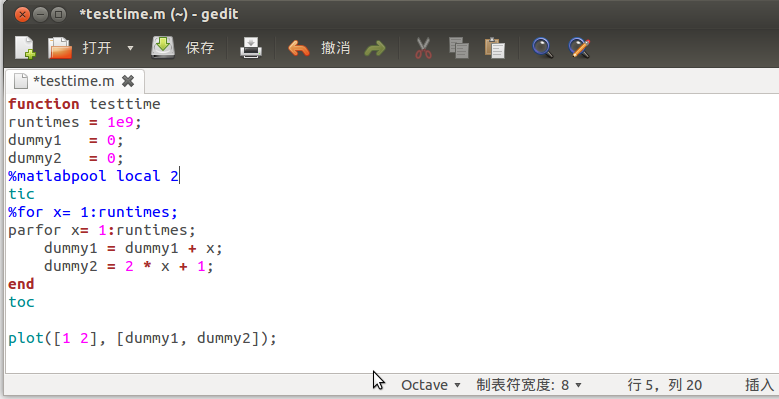 *testtime.m (~) - gedit
打开 保存 撤消
*testtime.m
function testtime
runtimes = 1e9;
dummy1   = 0;
dummy2   = 0;
%matlabpool local 2
tic
%for x= 1:runtimes;
parfor x= 1:runtimes;
    dummy1 = dummy1 + x;
    dummy2 = 2 * x + 1;
end
toc
plot([1 2], [dummy1, dummy2]);
Octave 制表符宽度: 8 行 5，列 20 插入